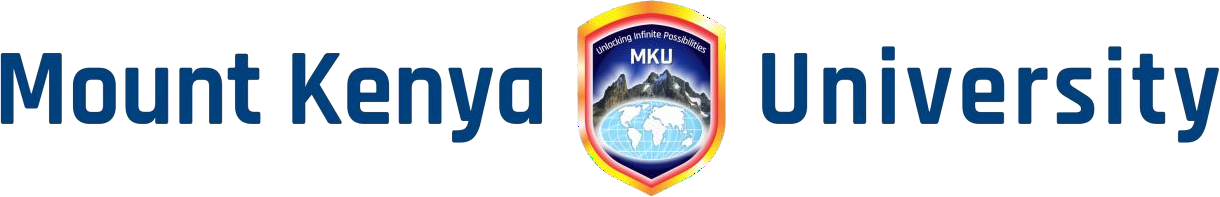 Mount Kenya
Unlocking Infinite Possibilities
MKU
University